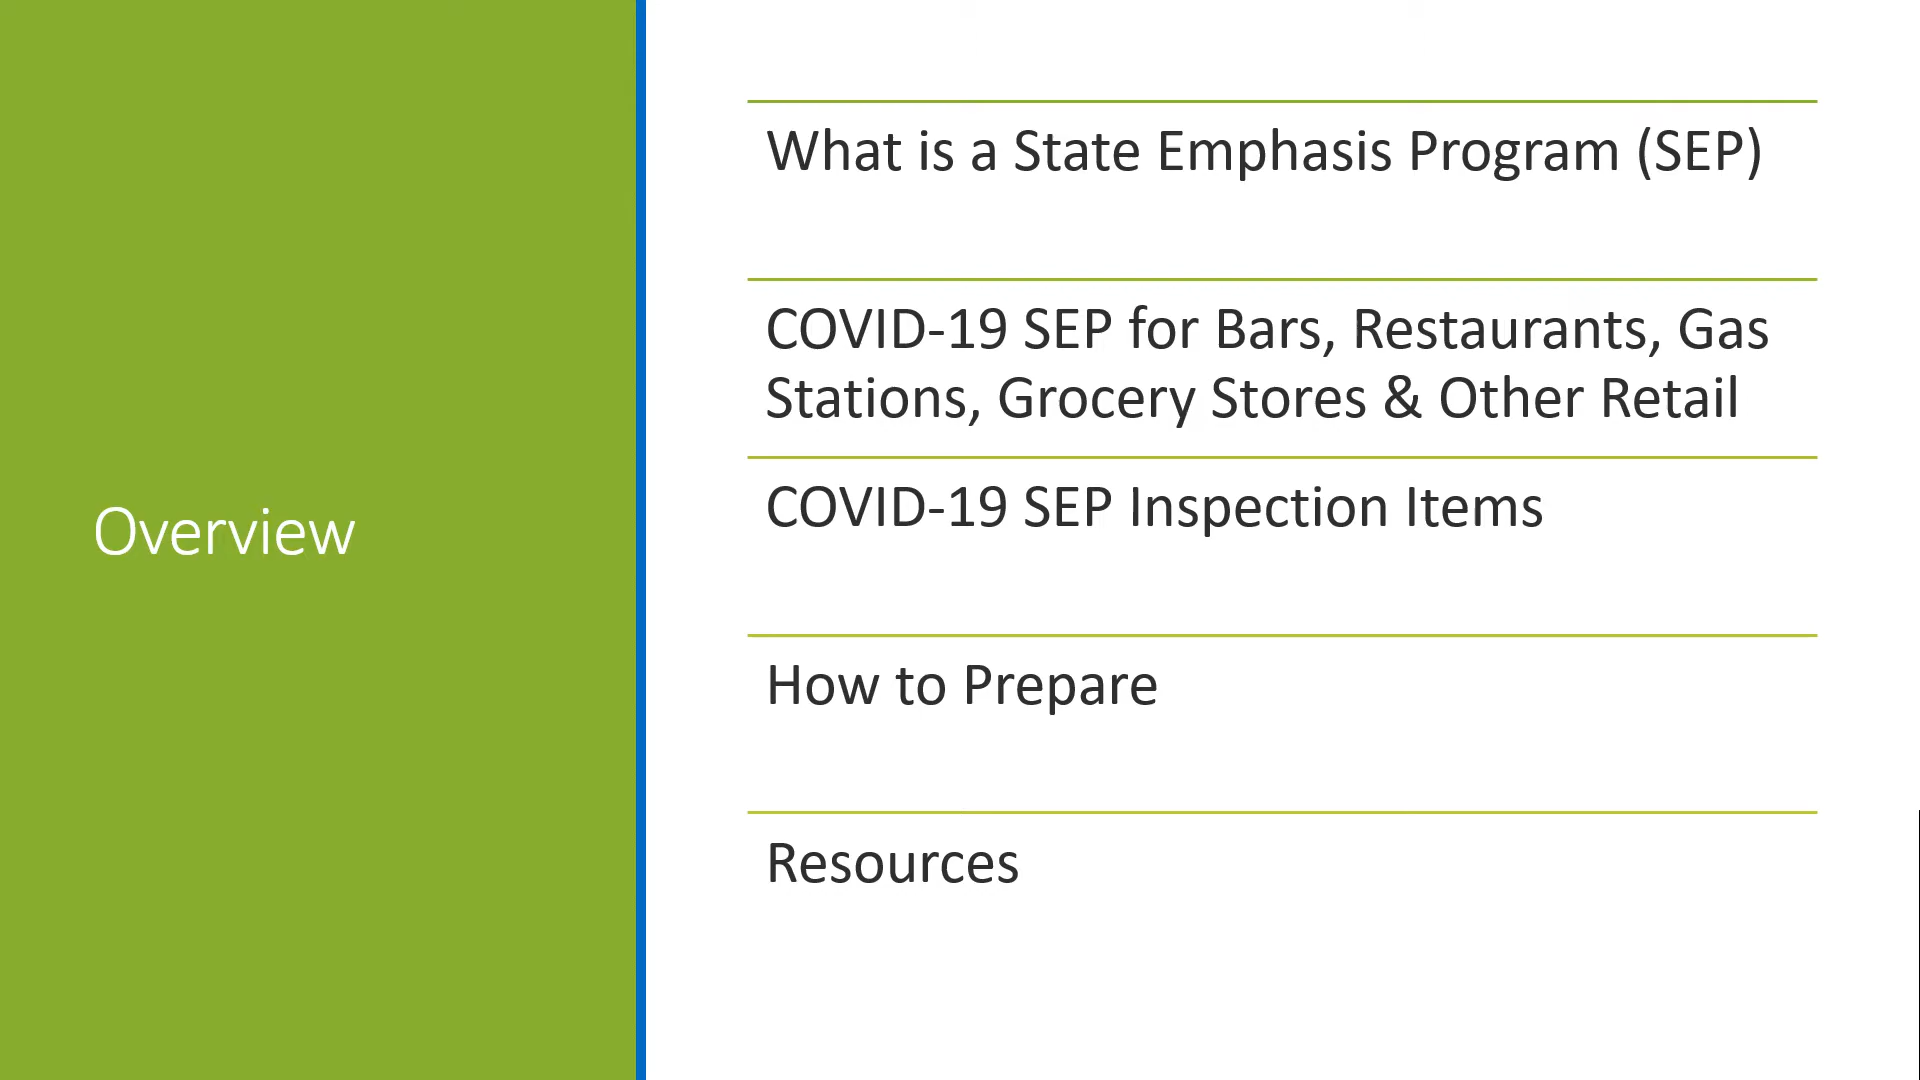 Overview
What is a State Emphasis Program (SEP)
COVID-19 SEP for Bars, Restaurants, Gas
Stations, Grocery Stores & Other Retail
COVID-19 SEP Inspection Items
How to Prepare
Resources